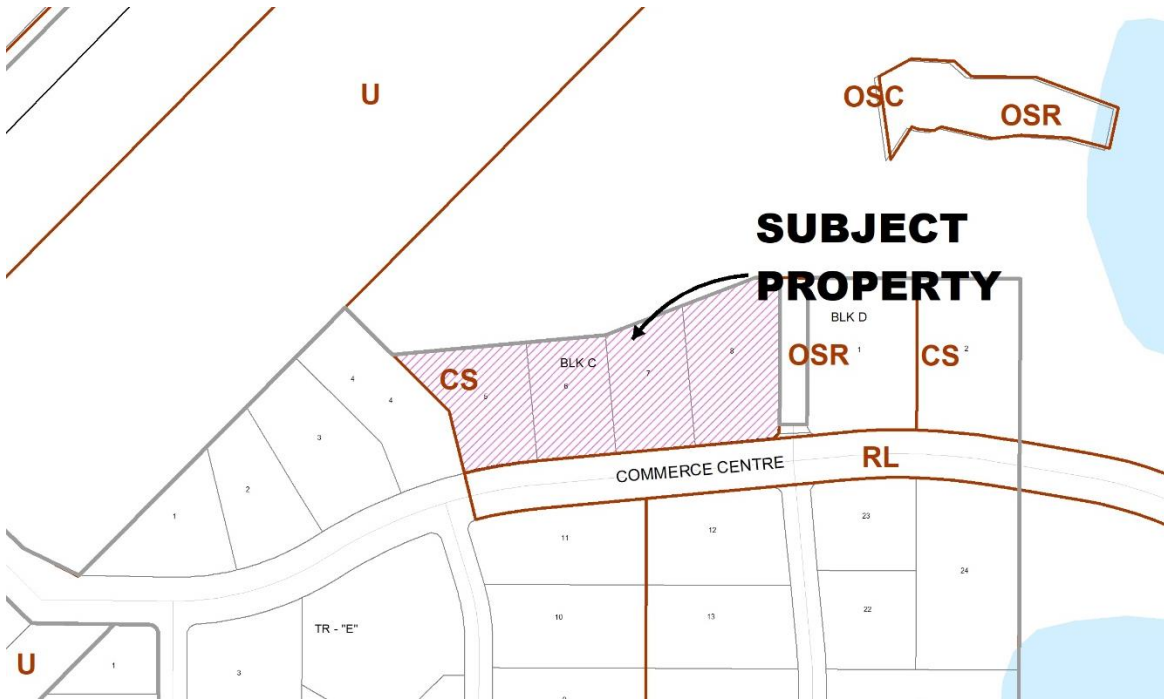 U
OSC
OSR
SUBJECT
PROPERTY
BLK D
1
2
OSR
CS
BLK C
CS
5
6
7
8
4
4
3
2
1
COMMERCE CENTRE
RL
11
12
23
24
10
13
22
TR - "E"
U
1
3